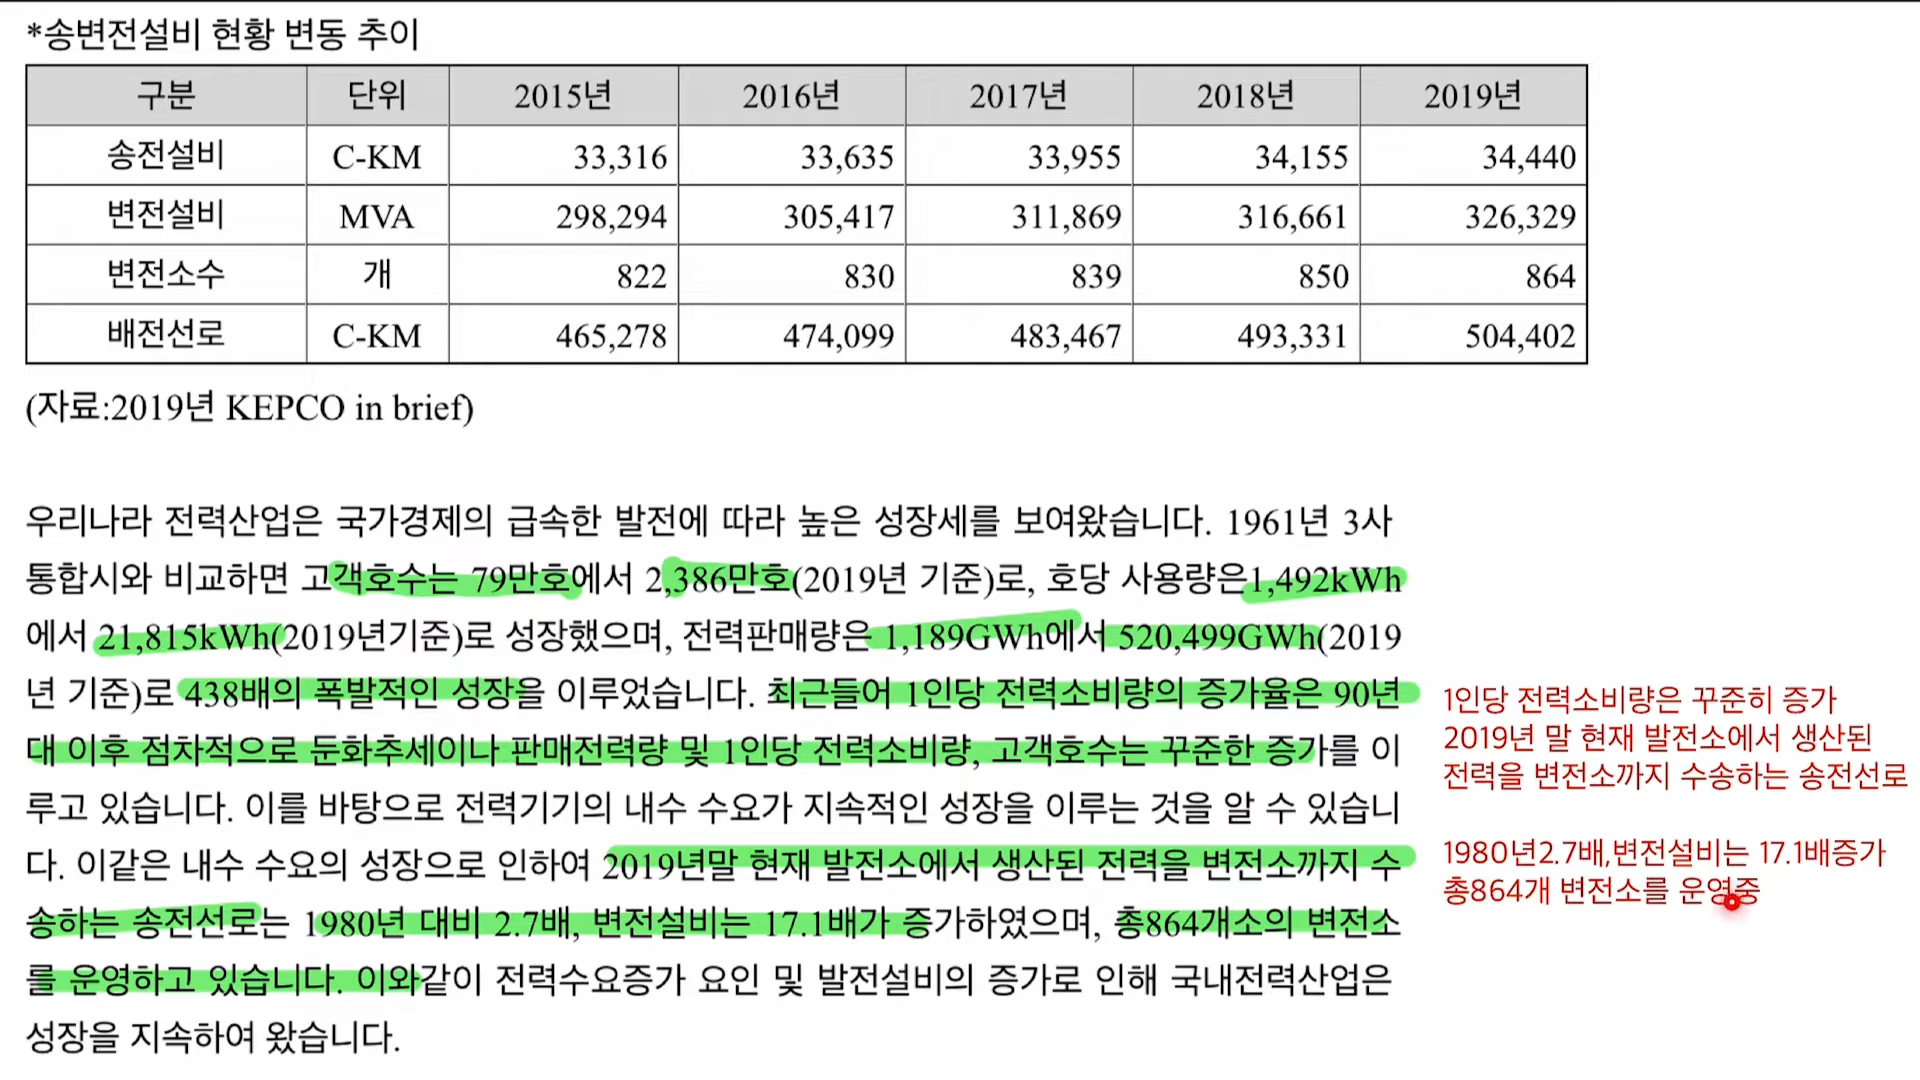 *송변전설비 현황 변동 추이
구분 단위 2015년 2016년 2017년 2018년 2019년
송전설비 C-KM 33,316 33,635 33,955 34,155 34,440
변전설비 MVA 298,294 305,417 311,869 316,661 326,329
변전소수 개 822 830 839 850 864
배전선로 C-KM 465,278 474,099 483,467 493,331 504,402
(자료:2019년 KEPCO in brief)
우리나라 전력산업은 국가경제의 급속한 발전에 따라 높은 성장세를 보여왔습니다. 1961년 3사
통합시와 비교하면 고객호수는 79만호에서 2,386만호(2019년 기준)로, 호당 사용량은1,492kWh
에서 21,815kWh(2019년기준)로 성장했으며, 전력판매량은 1,189GWh에서 520,499GWh(2019
년 기준)로 438배의 폭발적인 성장을 이루었습니다. 최근들어 1인당 전력소비량의 증가율은 90년
대 이후 점차적으로 둔화추세이나 판매전력량 및 1인당 전력소비량, 고객호수는 꾸준한 증가를 이
루고 있습니다. 이를 바탕으로 전력기기의 내수 수요가 지속적인 성장을 이루는 것을 알 수 있습니
다. 이같은 내수 수요의 성장으로 인하여 2019년말 현재 발전소에서 생산된 전력을 변전소까지 수
송하는 송전선로는 1980년 대비 2.7배, 변전설비는 17.1배가 증가하였으며, 총864개소의 변전소
를 운영하고 있습니다. 이와같이 전력수요증가 요인 및 발전설비의 증가로 인해 국내전력산업은
성장을 지속하여 왔습니다.
1인당 전력소비량은 꾸준히 증가
2019년 말 현재 발전소에서 생산된
전력을 변전소까지 수송하는 송전선로
1980년2.7배,변전설비는 17.1배증가
총864개 변전소를 운영중